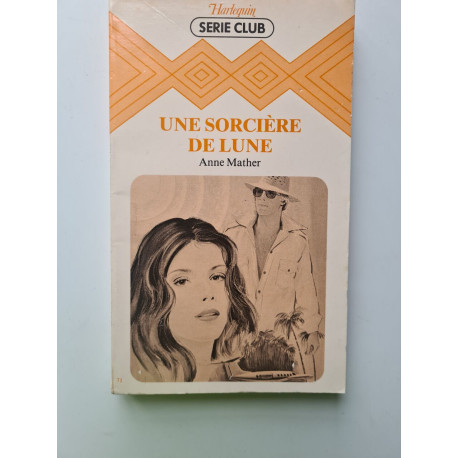 Harlequin
SERIE CLUB
UNE SORCIÈRE
DE LUNE
Anne Mather